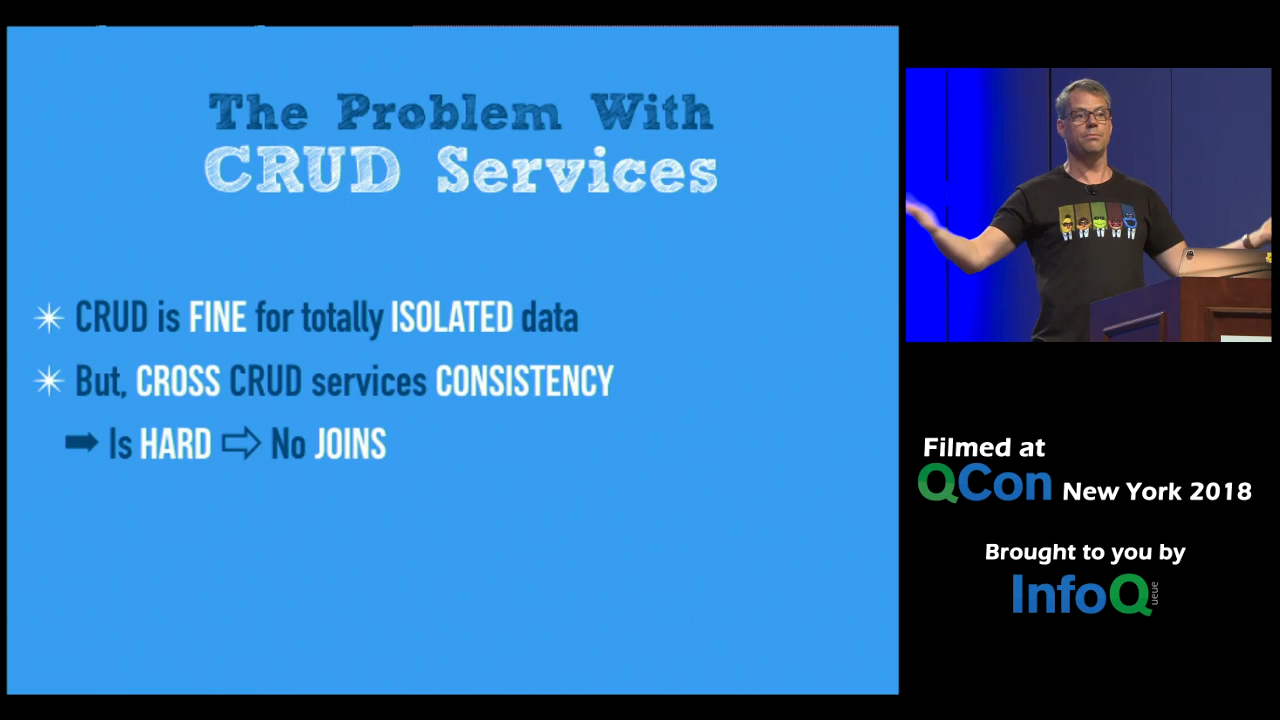 The Problem With
CRUD Services
CRUD is FINE for totally ISOLATED data
But, CROSS CRUD services CONSISTENCY
Is HARD ⇨ No JOINS
Filmed at
QCon New York 2018
Brought to you by
InfoQ
ueue